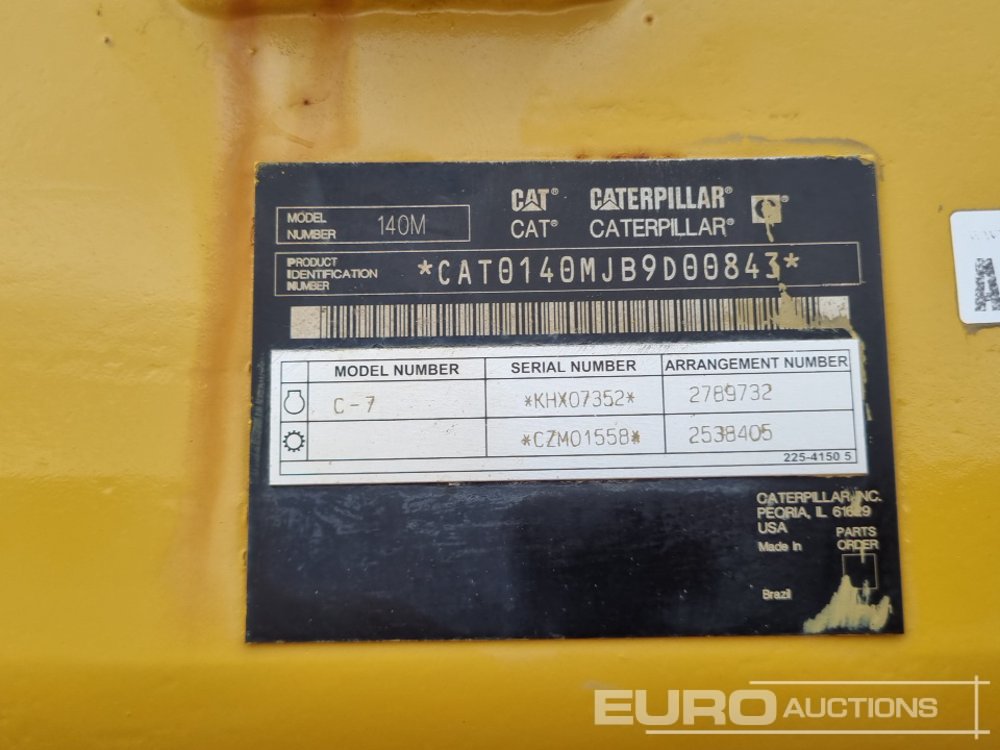 MODEL NUMBER 140M
CAT® CATERPILLAR® C®
CAT® CATERPILLAR®
PRODUCT IDENTIFICATION NUMBER *CAT0140MJB9D00843*
MODEL NUMBER SERIAL NUMBER ARRANGEMENT NUMBER
C-7 *KHX07352* 2789732
*CZM01558* 2538405
225-4150 5
CATERPILLAR INC.
PEORIA, IL 61629
USA
PARTS ORDER
Made in
Brazil
A
EURO AUCTIONS